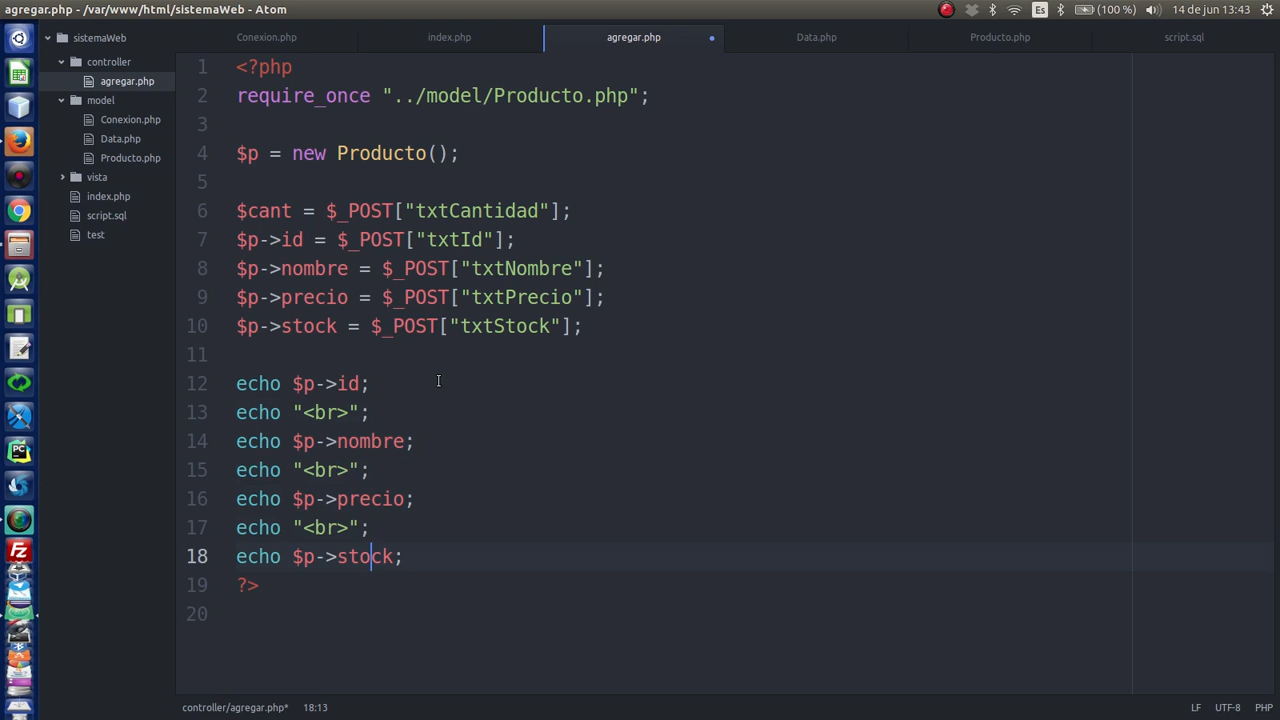 agregar.php - /var/www/html/sistemaWeb - Atom
Es
(100 %)
14 de jun 13:43
sistemaWeb
controller
agregar.php
model
Conexion.php
Data.php
Producto.php
vista
index.php
script.sql
test
Conexion.php
index.php
agregar.php
Data.php
Producto.php
script.sql
1 <?php
2 require_once "../model/Producto.php";
3
4 $p = new Producto();
5
6 $cant = $_POST["txtCantidad"];
7 $p->id = $_POST["txtId"];
8 $p->nombre = $_POST["txtNombre"];
9 $p->precio = $_POST["txtPrecio"];
10 $p->stock = $_POST["txtStock"];
11
12 echo $p->id;
13 echo "<br>";
14 echo $p->nombre;
15 echo "<br>";
16 echo $p->precio;
17 echo "<br>";
18 echo $p->stock;
19 ?>
20
PC
FZ
controller/agregar.php* 18:13
LF UTF-8 PHP